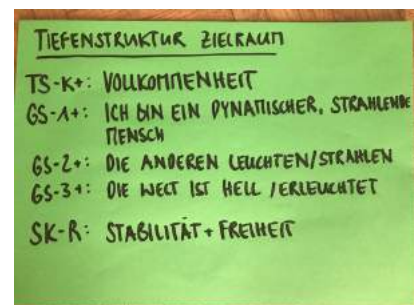 TIEFENSTRUKTUR ZIELRAUM
TS-K+: VOLLKOMMENHEIT
GS-1+: ICH BIN EIN DYNAMISCHER, STRAHLENDE
MENSCH
GS-2+: DIE ANDEREN LEUCHTEN/STRAHLEN
GS-3+: DIE WELT IST HELL / ERLEUCHTET
SK-R: STABILITÄT + FREIHEIT